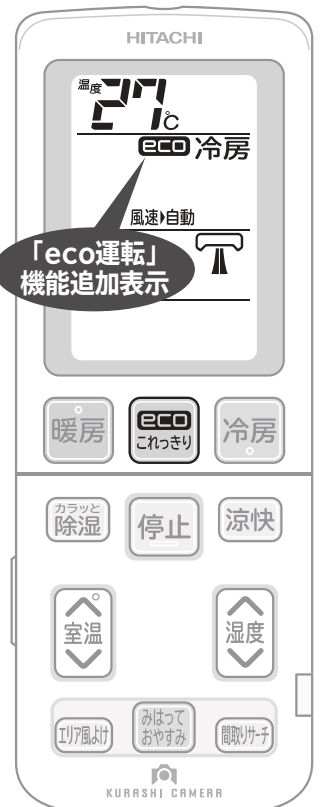 HITACHI
温度27℃
eco 冷房
風速▶自動
「eco運転」
機能追加表示
暖房
eco
これっきり
冷房
カラッと
除湿
停止
涼快
室温
湿度
エリア風よけ
みはって
おやすみ
間取りサーチ
KURASHI CAMERA